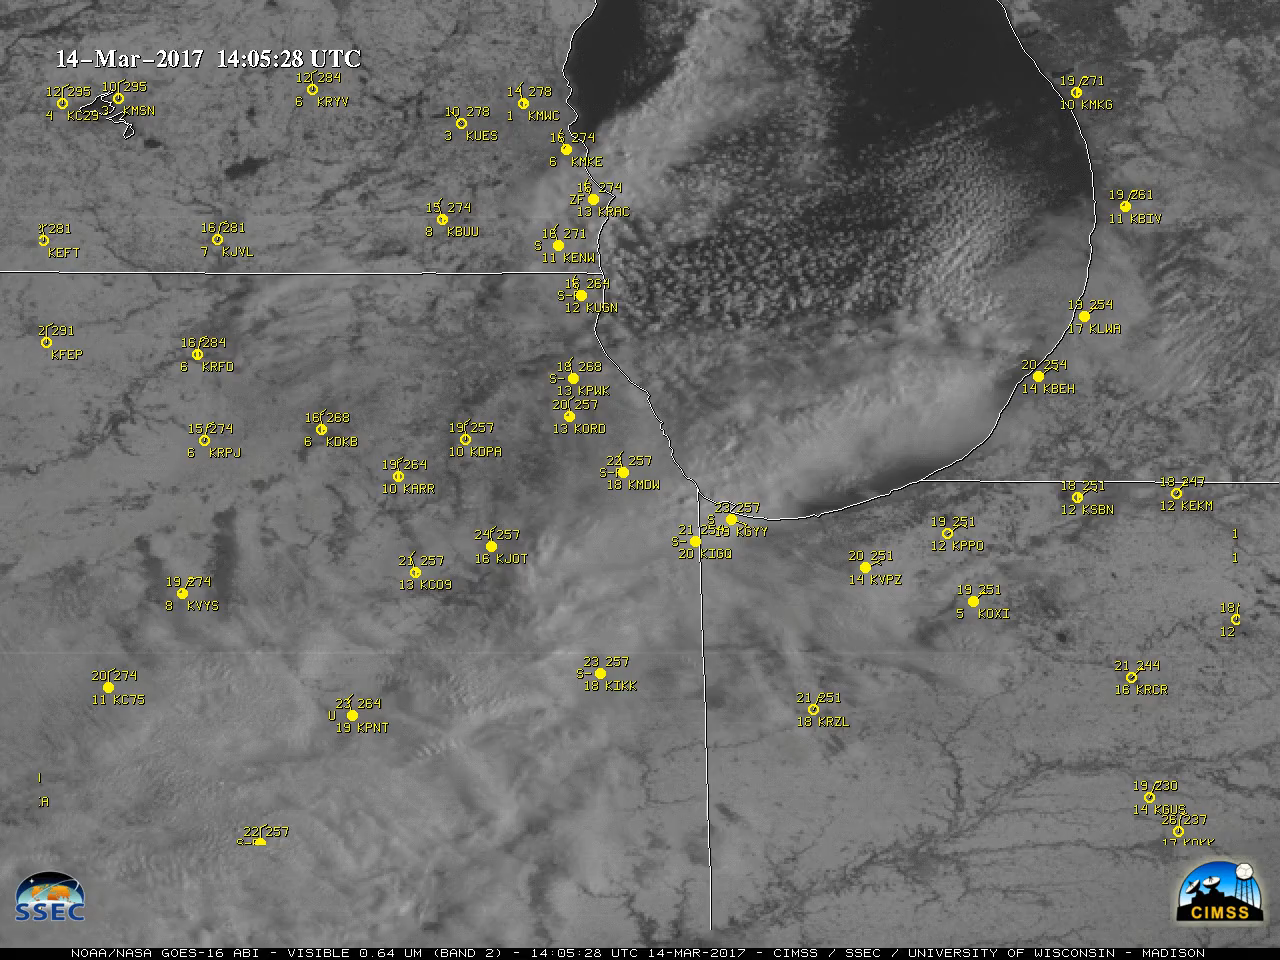 14-Mar-2017 14:05:28 UTC
12 284
6 KRYV
12 295
4 KC29
10 295
3 KMSN
14 278
1 KMWC
10 278
3 KUES
19 271
10 KMKG
16 274
6 KMKE
16 274
ZF
13 KRAC
19 261
11 KBIV
15 274
8 KBUU
281
KEFT
16 281
7 KJVL
16 271
S
11 KENW
16 264
12 KUGN
19 254
17 KLWA
291
KFEP
16 284
6 KRFD
18 268
S-
13 KPWK
20 254
14 KBEH
20 257
13 KORD
15 274
6 KRPJ
16 268
6 KDKB
19 257
10 KDPA
19 264
10 KARR
22 257
18 KMDW
18 251
12 KSBN
18 247
12 KEKM
23 257
KGYY
21
S-
20 KIGQ
19 251
12 KPPO
24 257
16 KJOT
21 257
13 KC09
20 251
14 KVPZ
19 274
8 KVYS
19 251
5 KOXI
18
12
23 257
S-
18 KIKK
21 244
16 KRCR
20 274
11 KC75
23 264
U
19 KPNT
21 251
18 KRZL
19 230
14 KGUS
26 237
22 257
SSEC
CIMSS
NOAA/NASA GOES-16 ABI - VISIBLE 0.64 UM (BAND 2) - 14:05:28 UTC 14-MAR-2017 - CIMSS / SSEC / UNIVERSITY OF WISCONSIN - MADISON